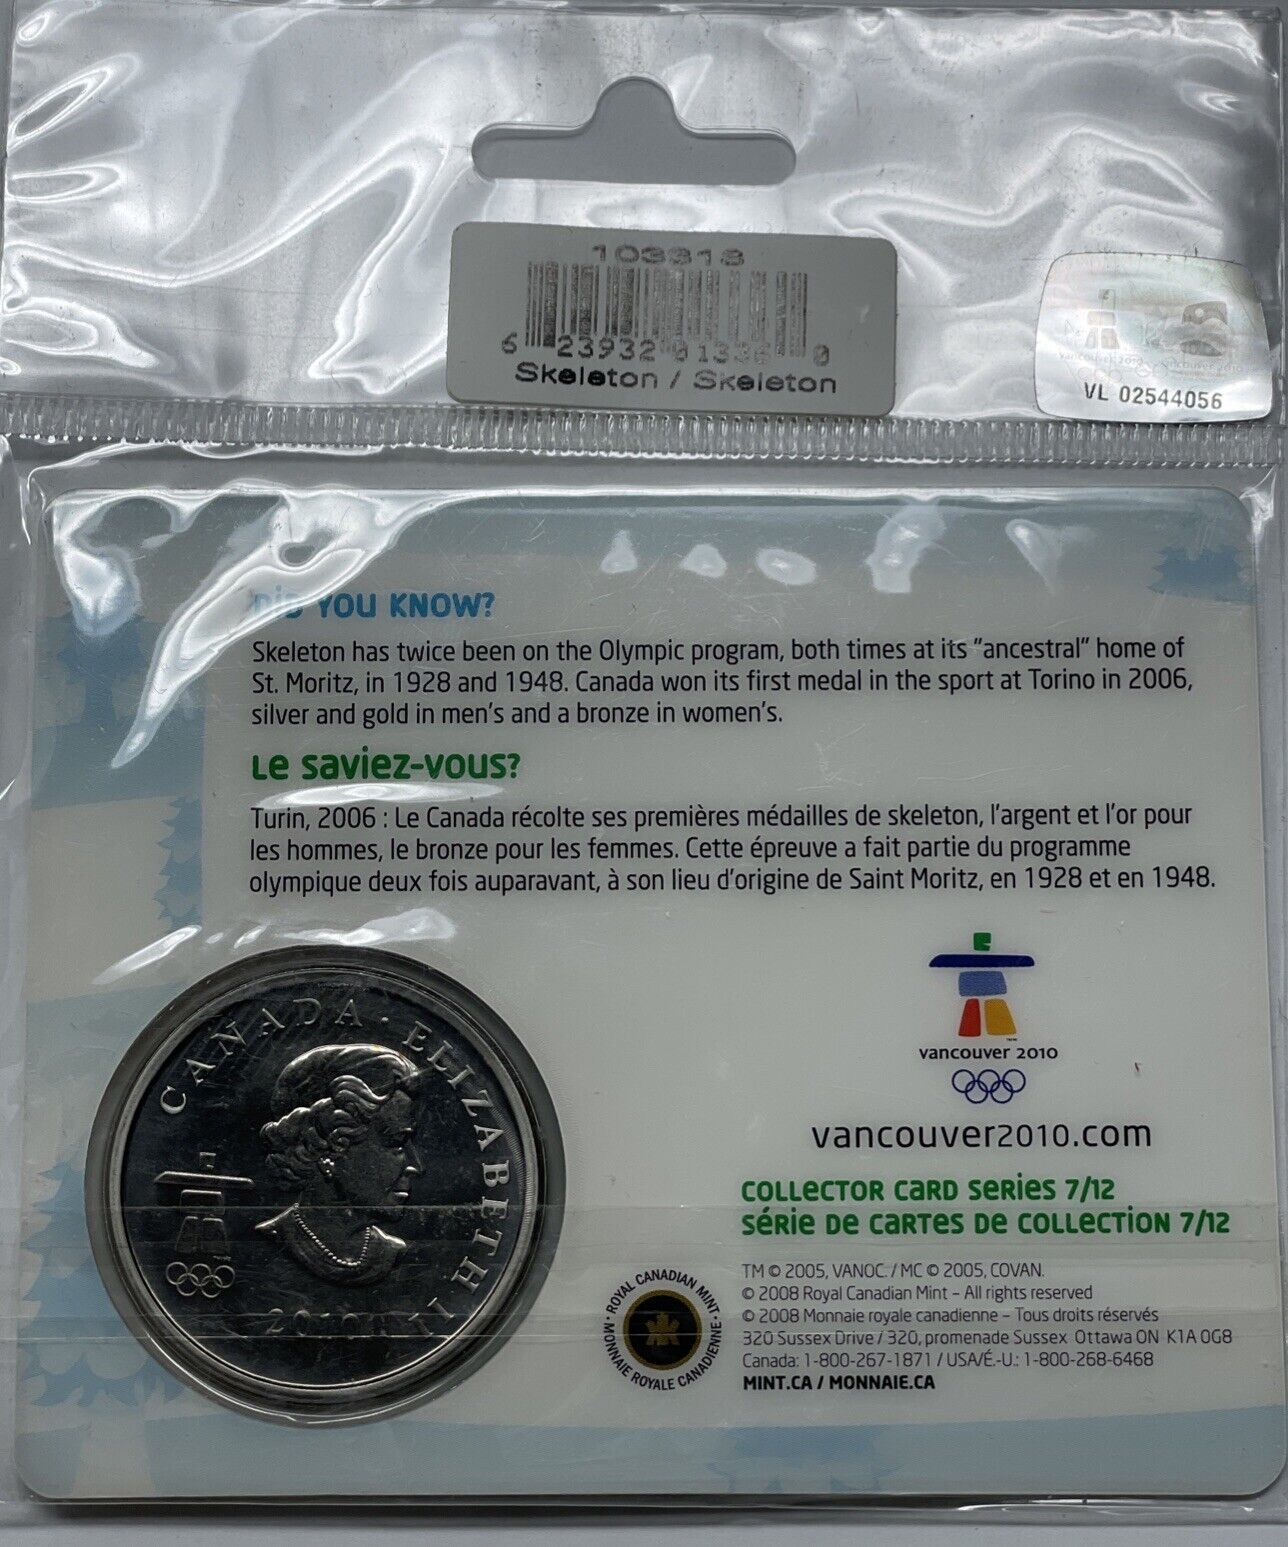 103318
6 23932 01336 0
Skeleton / Skeleton
vancouver 2010
VL 02544056
DID YOU KNOW?
Skeleton has twice been on the Olympic program, both times at its "ancestral" home of
St. Moritz, in 1928 and 1948. Canada won its first medal in the sport at Torino in 2006,
silver and gold in men's and a bronze in women's.
Le saviez-vous?
Turin, 2006 : Le Canada récolte ses premières médailles de skeleton, l'argent et l'or pour
les hommes, le bronze pour les femmes. Cette épreuve a fait partie du programme
olympique deux fois auparavant, à son lieu d'origine de Saint Moritz, en 1928 et en 1948.
CANADA · ELIZABETH II
2010
vancouver 2010
vancouver2010.com
COLLECTOR CARD SERIES 7/12
SÉRIE DE CARTES DE COLLECTION 7/12
ROYAL CANADIAN MINT · MONNAIE ROYALE CANADIENNE ·
TM © 2005, VANOC. / MC © 2005, COVAN.
© 2008 Royal Canadian Mint – All rights reserved
© 2008 Monnaie royale canadienne – Tous droits réservés
320 Sussex Drive / 320, promenade Sussex Ottawa ON K1A 0G8
Canada: 1-800-267-1871 / USA/É.-U.: 1-800-268-6468
MINT.CA / MONNAIE.CA